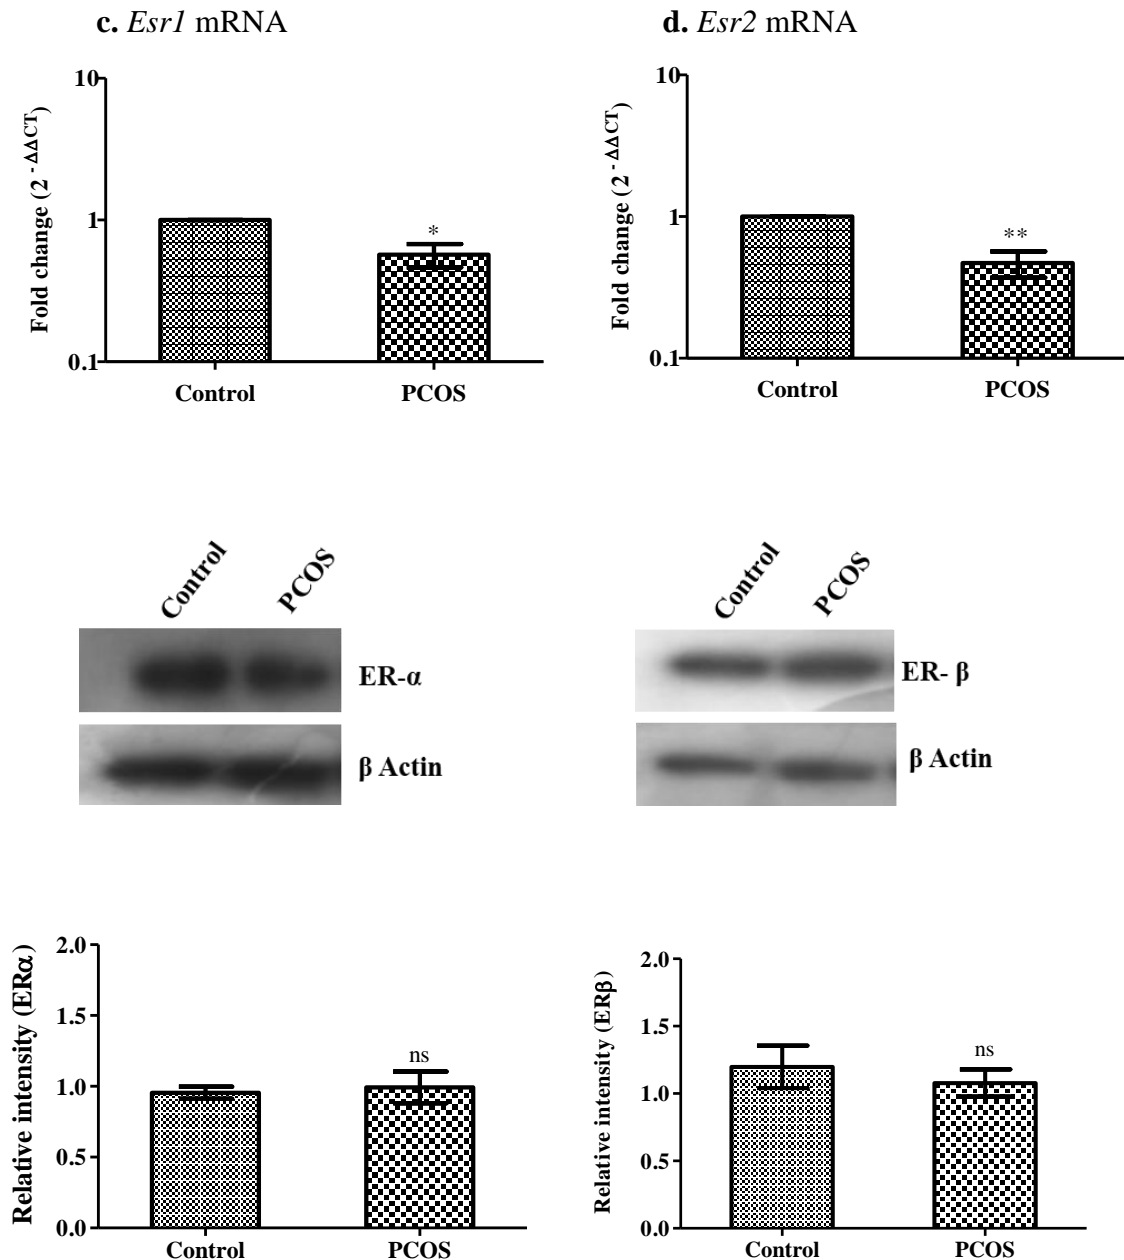 c. Esr1 mRNA
10
1
0.1
Fold change (2 -ΔΔCT)
*
Control PCOS
d. Esr2 mRNA
10
1
0.1
Fold change (2 -ΔΔCT)
**
Control PCOS
Control PCOS
ER-α
β Actin
Control PCOS
ER- β
β Actin
2.0
1.5
1.0
0.5
0.0
Relative intensity (ERα)
ns
Control PCOS
2.0
1.5
1.0
0.5
0.0
Relative intensity (ERβ)
ns
Control PCOS